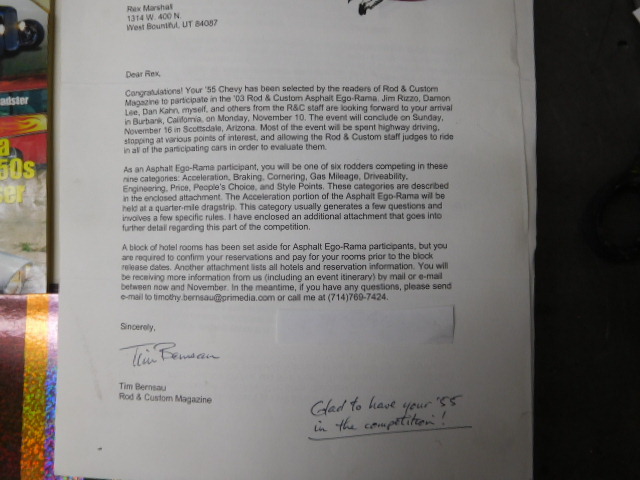 Rex Marshall
1314 W. 400 N.
West Bountiful, UT 84087
Dear Rex,
Congratulations! Your '55 Chevy has been selected by the readers of Rod & Custom
Magazine to participate in the '03 Rod & Custom Asphalt Ego-Rama. Jim Rizzo, Damon
Lee, Dan Kahn, myself, and others from the R&C staff are looking forward to your arrival
in Burbank, California, on Monday, November 10. The event will conclude on Sunday,
November 16 in Scottsdale, Arizona. Most of the event will be spent highway driving,
stopping at various points of interest, and allowing the Rod & Custom staff judges to ride
in all of the participating cars in order to evaluate them.
As an Asphalt Ego-Rama participant, you will be one of six rodders competing in these
nine categories: Acceleration, Braking, Cornering, Gas Mileage, Driveability,
Engineering, Price, People's Choice, and Style Points. These categories are described
in the enclosed attachment. The Acceleration portion of the Asphalt Ego-Rama will be
held at a quarter-mile dragstrip. This category usually generates a few questions and
involves a few specific rules. I have enclosed an additional attachment that goes into
further detail regarding this part of the competition.
A block of hotel rooms has been set aside for Asphalt Ego-Rama participants, but you
are required to confirm your reservations and pay for your rooms prior to the block
release dates. Another attachment lists all hotels and reservation information. You will
be receiving more information from us (including an event itinerary) by mail or e-mail
between now and November. In the meantime, if you have any questions, please send
e-mail to timothy.bernsau@primedia.com or call me at (714)769-7424.
Sincerely,
Tim Bernsau
Tim Bernsau
Rod & Custom Magazine
Glad to have your '55
in the competition!
adster
a
50s
ser